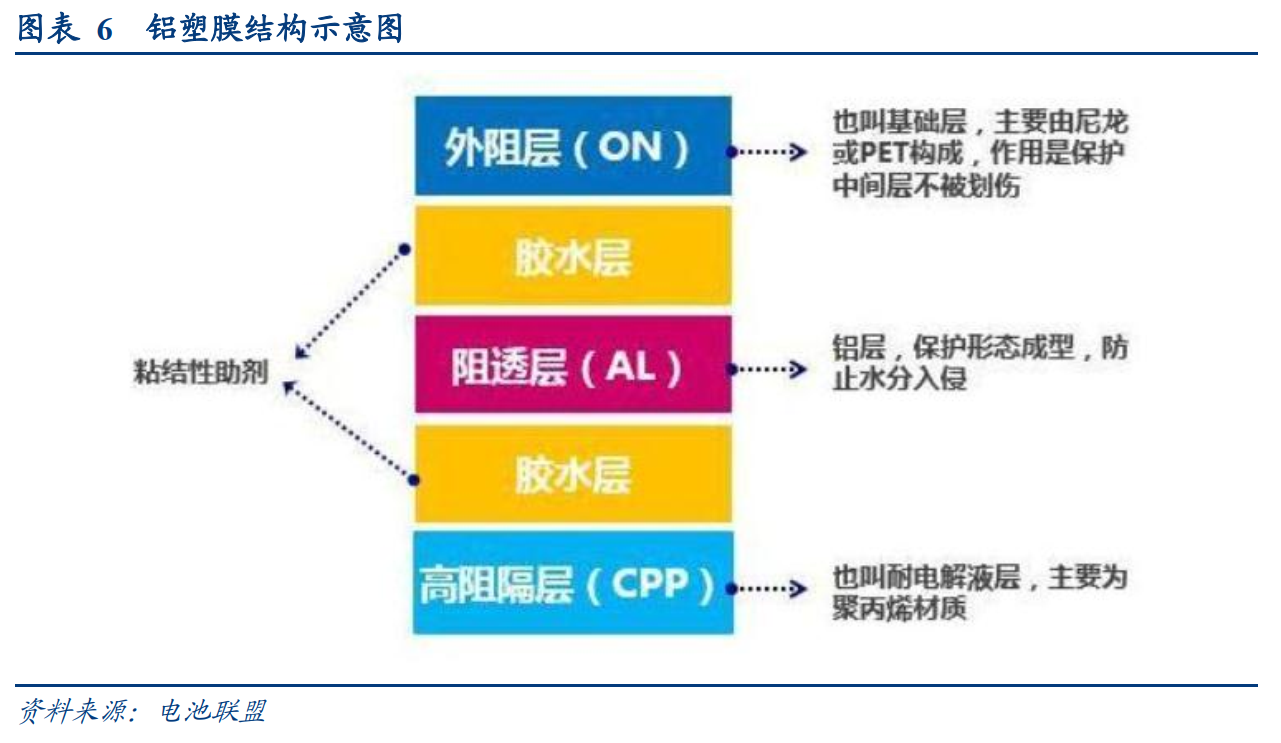 图表 6 铝塑膜结构示意图
外阻层（ON）
也叫基础层，主要由尼龙
或PET构成，作用是保护
中间层不被划伤
胶水层
粘结性助剂
阻透层（AL）
铝层，保护形态成型，防
止水分入侵
胶水层
高阻隔层（CPP）
也叫耐电解液层，主要为
聚丙烯材质
资料来源：电池联盟